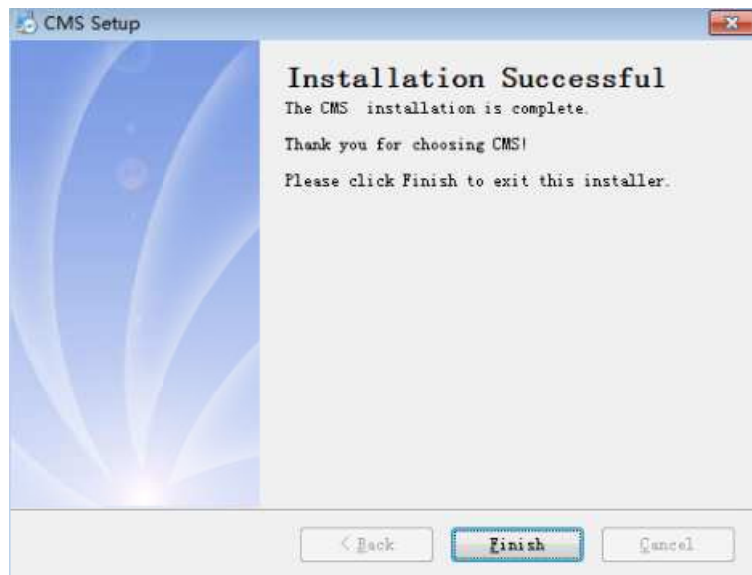 CMS Setup
Installation Successful
The CMS installation is complete.
Thank you for choosing CMS!
Please click Finish to exit this installer.
< Back
Finish
Cancel